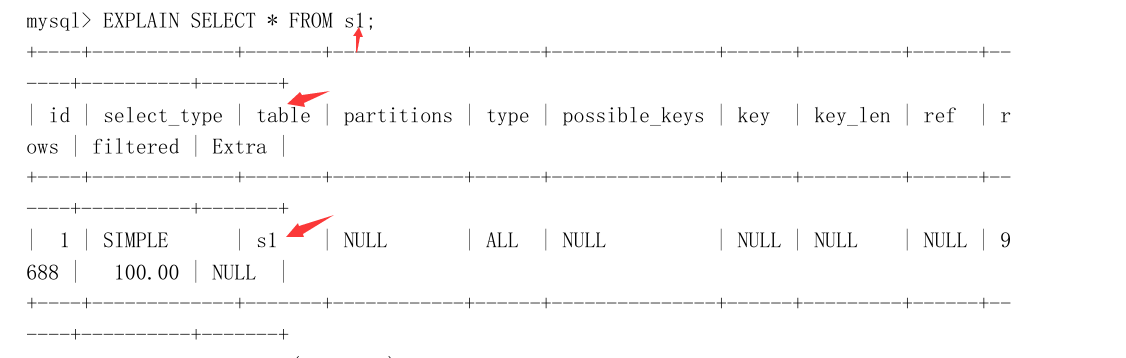 mysql> EXPLAIN SELECT * FROM s1;
+----+-------------+-------+------------+------+---------------+------+---------+------+--
----+----------+-------+
| id | select_type | table | partitions | type | possible_keys | key  | key_len | ref  | r
ows | filtered | Extra |
+----+-------------+-------+------------+------+---------------+------+---------+------+--
----+----------+-------+
|  1 | SIMPLE      | s1    | NULL       | ALL  | NULL          | NULL | NULL    | NULL | 9
688 |   100.00 | NULL  |
+----+-------------+-------+------------+------+---------------+------+---------+------+--
----+----------+-------+